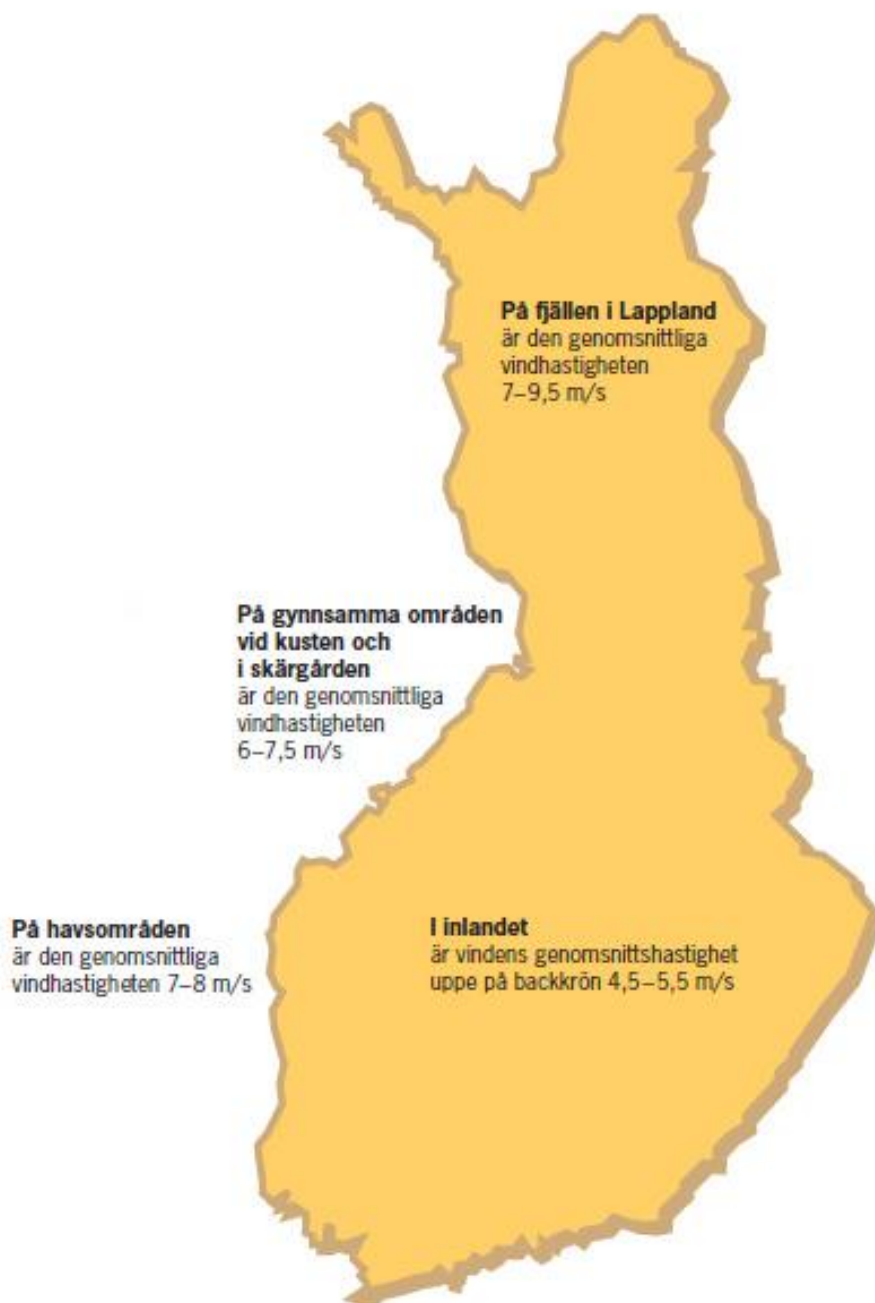 På fjällen i Lappland
är den genomsnittliga
vindhastigheten
7–9,5 m/s
På gynnsamma områden
vid kusten och
i skärgården
är den genomsnittliga
vindhastigheten
6–7,5 m/s
På havsområden
är den genomsnittliga
vindhastigheten 7–8 m/s
I inlandet
är vindens genomsnittshastighet
uppe på backkrön 4,5–5,5 m/s